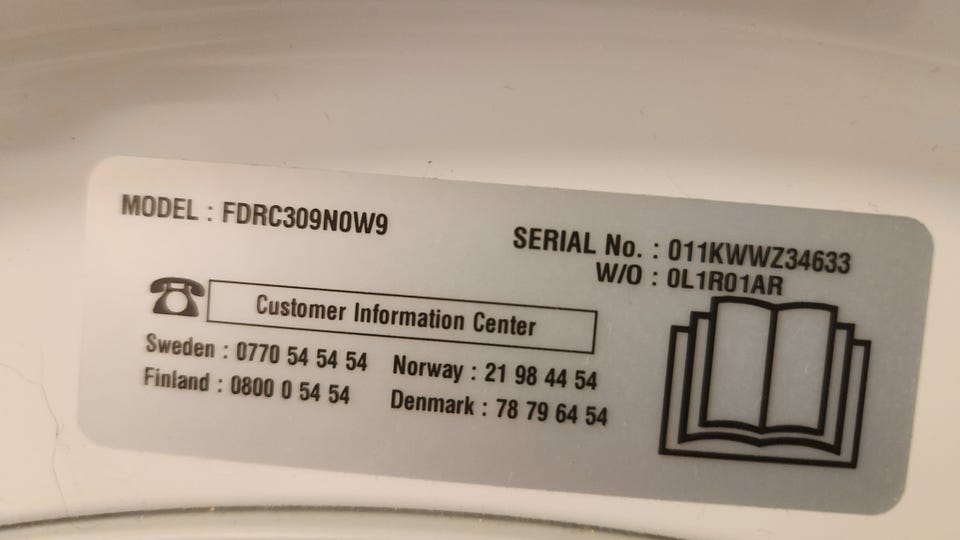 MODEL : FDRC309N0W9
SERIAL No. : 011KWWZ34633
W/O : 0L1R01AR
Customer Information Center
Sweden : 0770 54 54 54 Norway : 21 98 44 54
Finland : 0800 0 54 54 Denmark : 78 79 64 54